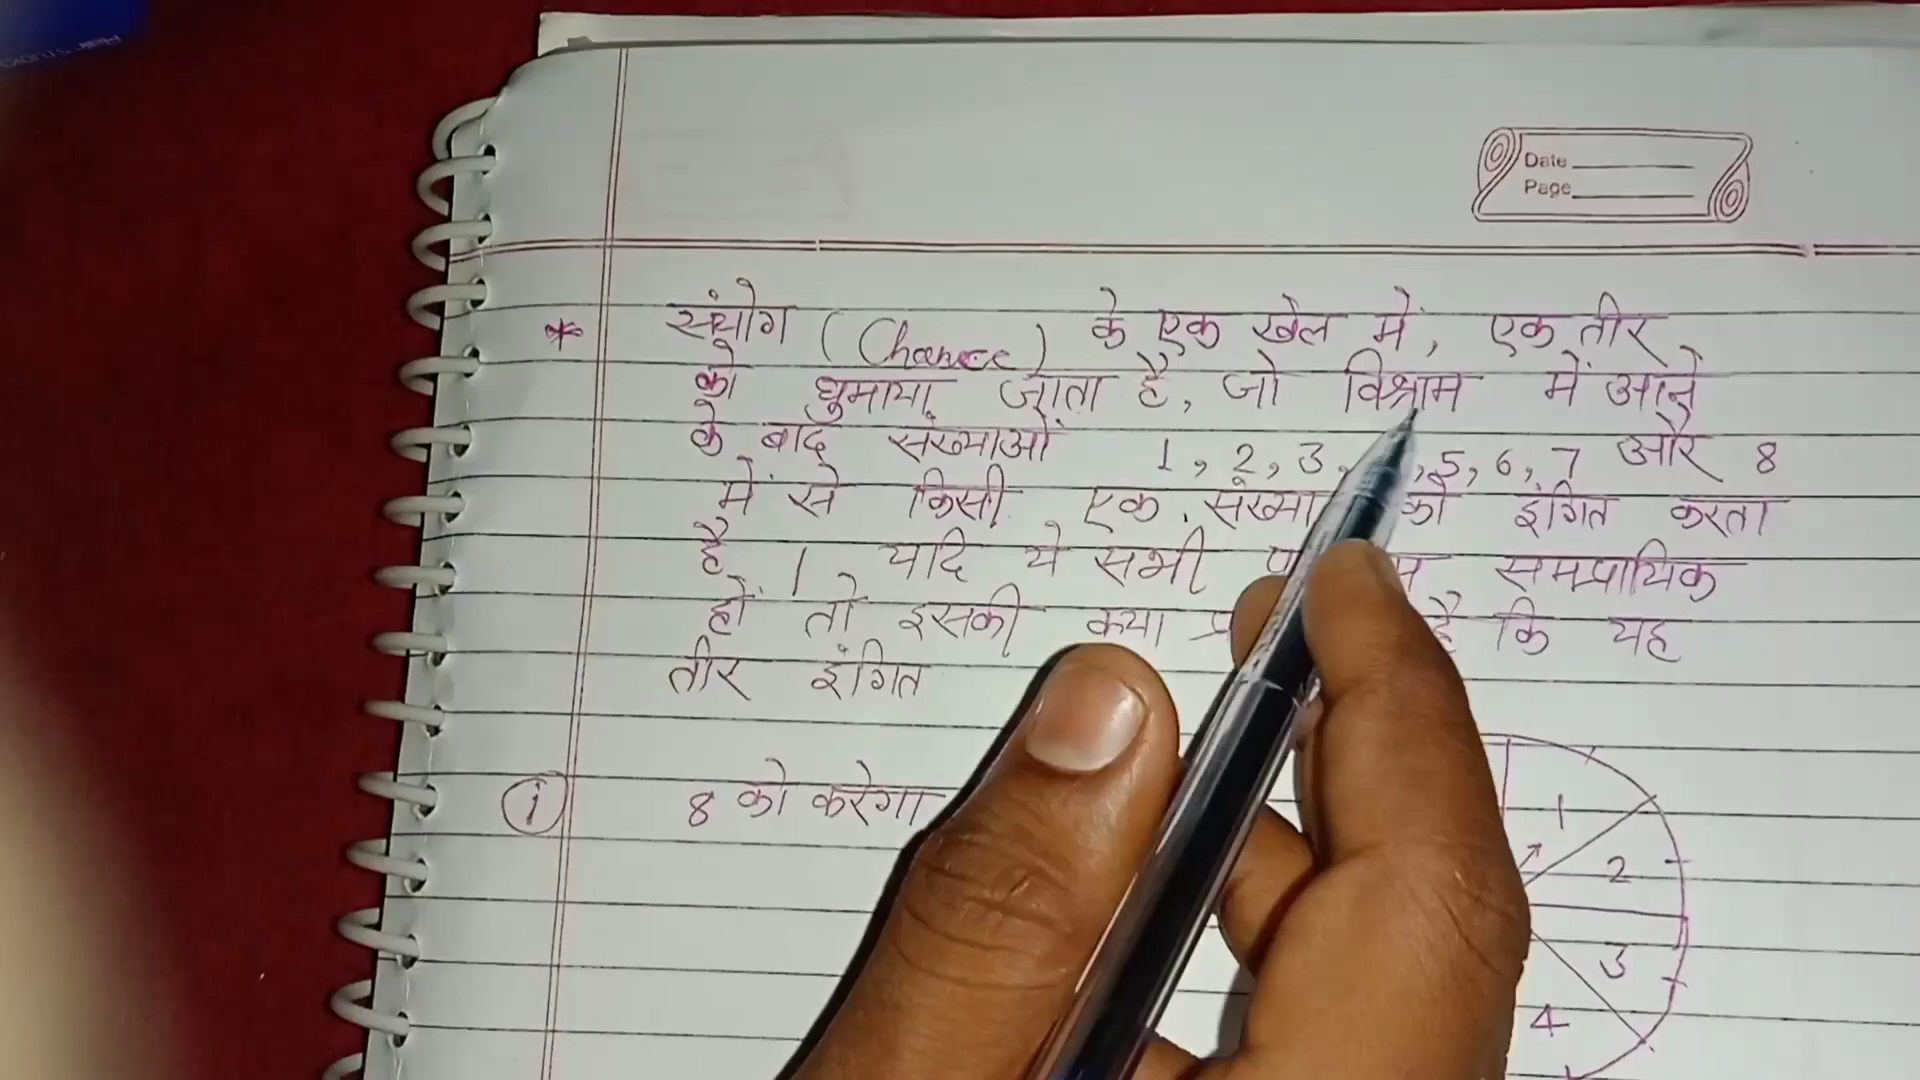 Date
Page
* संयोग (Chance) के एक खेल में, एक तीर
को घुमाया जाता है, जो विश्राम में आने
के बाद संख्याओं 1, 2, 3, , 5, 6, 7 और 8
में से किसी एक संख्या को इंगित करता
है । यदि ये सभी समप्रायिक
हों तो इसकी क्या है कि यह
तीर इंगित
(i) 8 को करेगा
1
2
3
4